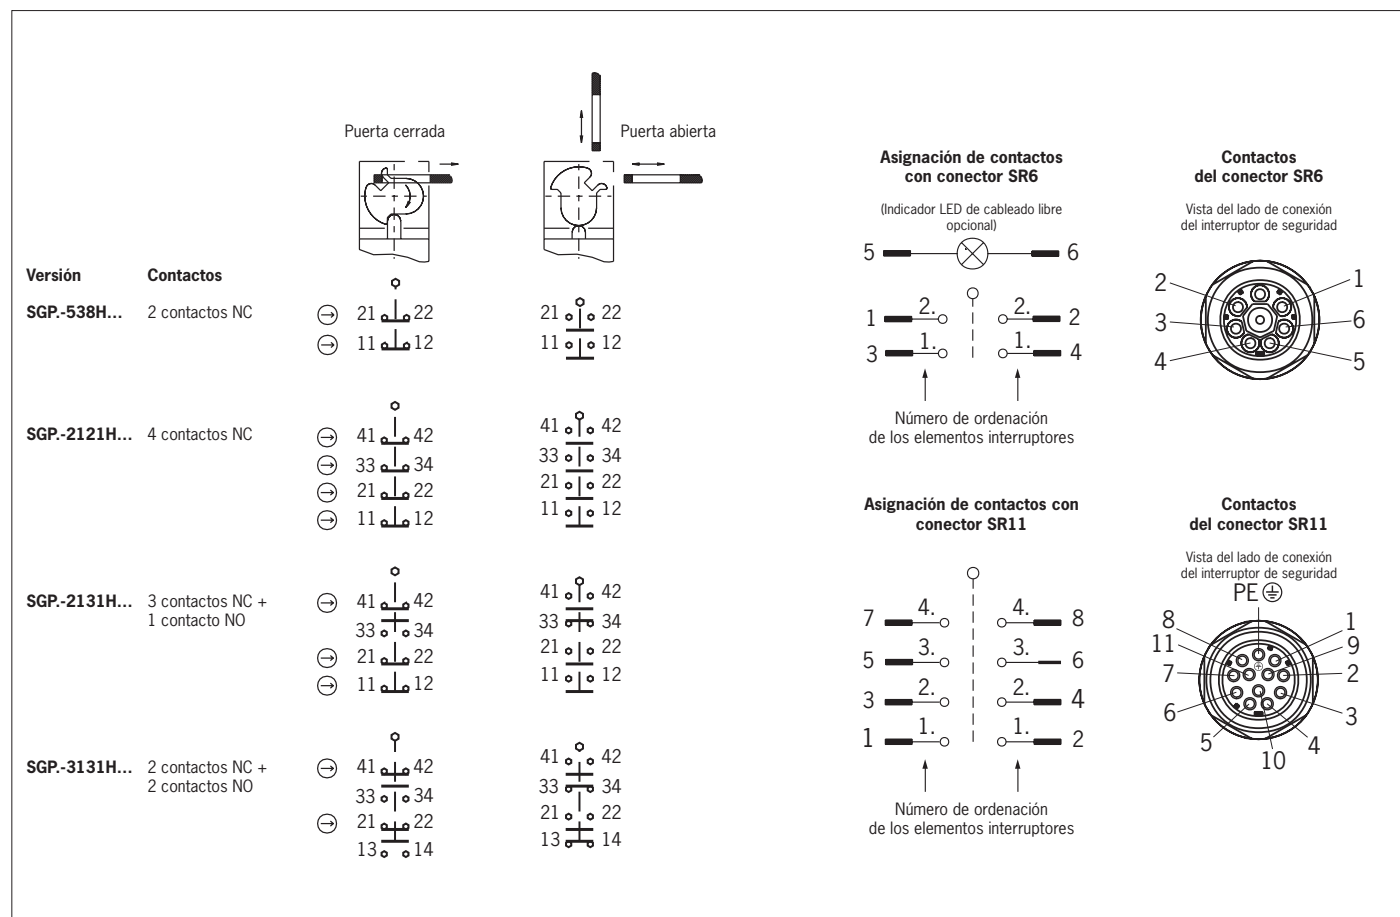 Puerta cerrada
Puerta abierta
Versión Contactos
SGP.-538H... 2 contactos NC
21 22
11 12
21 22
11 12
SGP.-2121H... 4 contactos NC
41 42
33 34
21 22
11 12
41 42
33 34
21 22
11 12
SGP.-2131H... 3 contactos NC +
1 contacto NO
41 42
33 34
21 22
11 12
41 42
33 34
21 22
11 12
SGP.-3131H... 2 contactos NC +
2 contactos NO
41 42
33 34
21 22
13 14
41 42
33 34
21 22
13 14
Asignación de contactos
con conector SR6
(Indicador LED de cableado libre
opcional)
5 6
1 2. 2. 2
3 1. 1. 4
Número de ordenación
de los elementos interruptores
Contactos
del conector SR6
Vista del lado de conexión
del interruptor de seguridad
2 1
3 6
4 5
Asignación de contactos con
conector SR11
7 4. 4. 8
5 3. 3. 6
3 2. 2. 4
1 1. 1. 2
Número de ordenación
de los elementos interruptores
Contactos
del conector SR11
Vista del lado de conexión
del interruptor de seguridad
PE
8 1
11 9
7 2
6 3
5 4
10